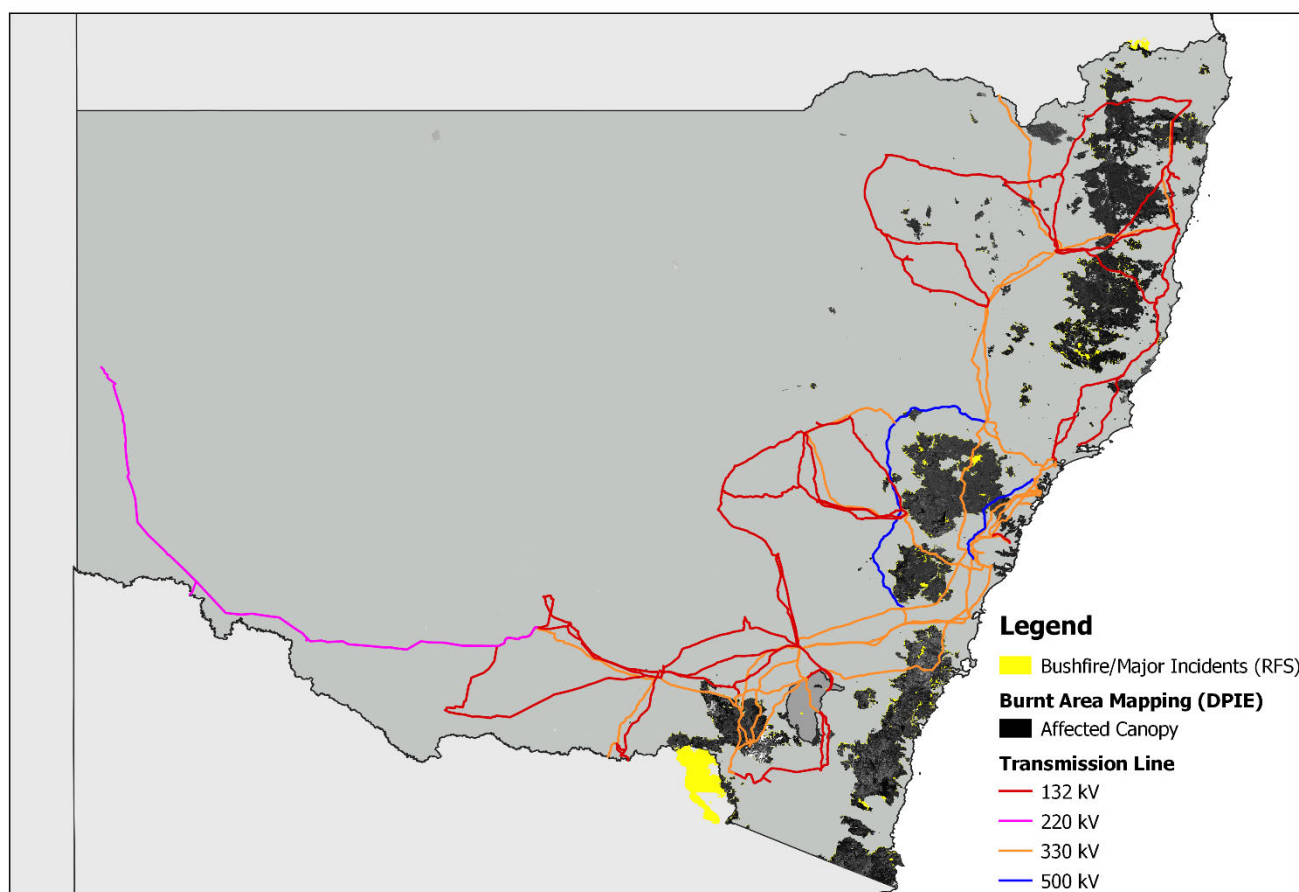 Legend
Bushfire/Major Incidents (RFS)
Burnt Area Mapping (DPIE)
Affected Canopy
Transmission Line
132 kV
220 kV
330 kV
500 kV